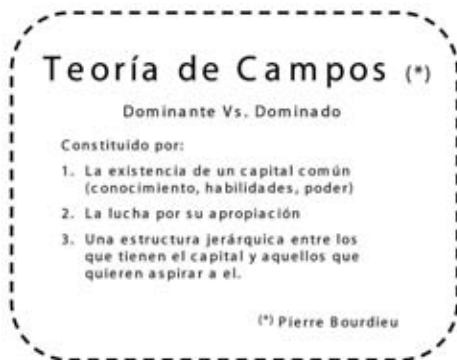 Teoría de Campos (*)
Dominante Vs. Dominado
Constituido por:
1. La existencia de un capital común
(conocimiento, habilidades, poder)
2. La lucha por su apropiación
3. Una estructura jerárquica entre los
que tienen el capital y aquellos que
quieren aspirar a el.
(*) Pierre Bourdieu